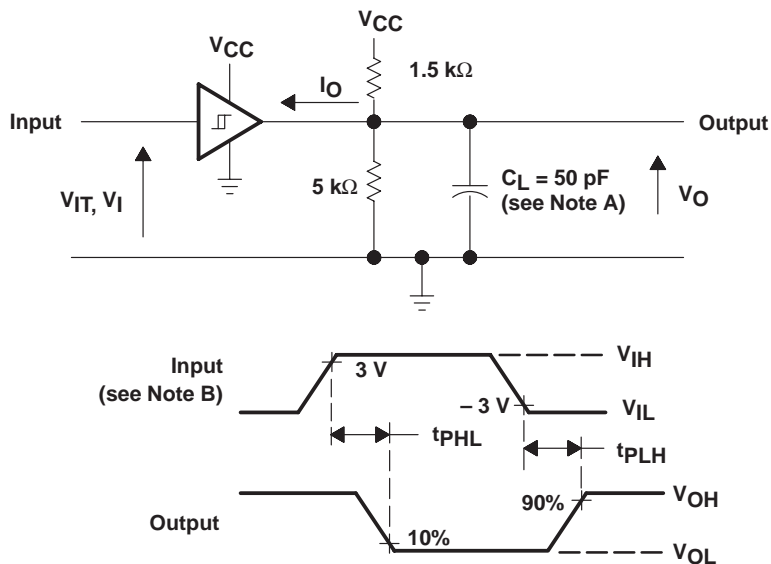 VCC
VCC
1.5 kΩ
IO
Input
Output
VIT, VI
5 kΩ
CL = 50 pF
(see Note A)
VO
Input
(see Note B)
3 V
– 3 V
VIH
VIL
tPHL
tPLH
Output
10%
90%
VOH
VOL